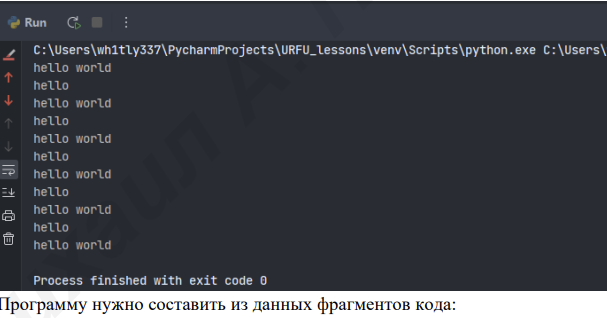 Run
C:\Users\wh1tly337\PycharmProjects\URFU_lessons\venv\Scripts\python.exe C:\Users\
hello world
hello
hello world
hello
hello world
hello
hello world
hello
hello world
hello
hello world
Process finished with exit code 0
Программу нужно составить из данных фрагментов кода: